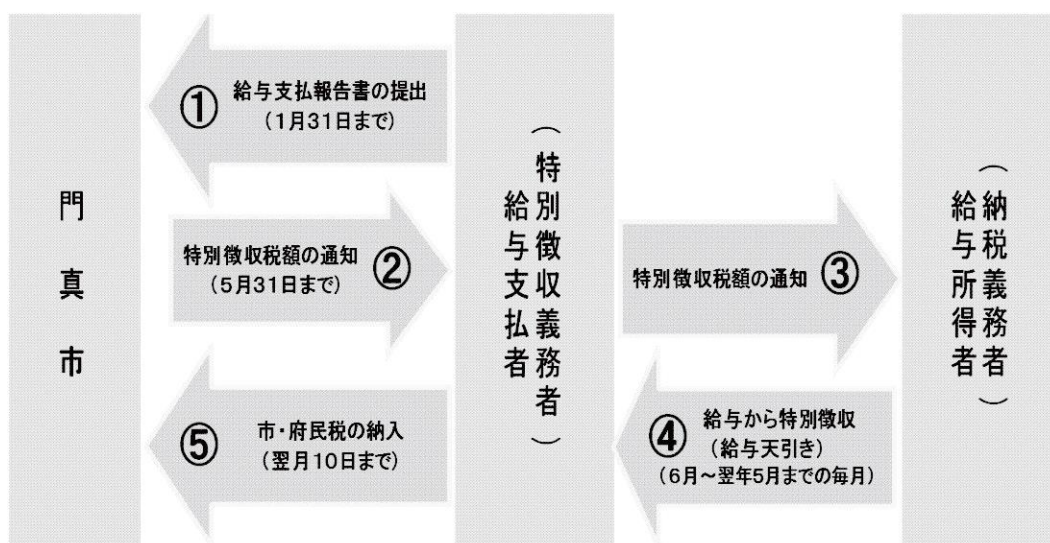 門真市
①
給与支払報告書の提出
(1月31日まで)
特別徴収税額の通知
(5月31日まで)
②
⑤
市・府民税の納入
(翌月10日まで)
給与支払者
(特別徴収義務者)
特別徴収税額の通知
③
④
給与から特別徴収
(給与天引き)
(6月~翌年5月までの毎月)
給与所得者
(納税義務者)